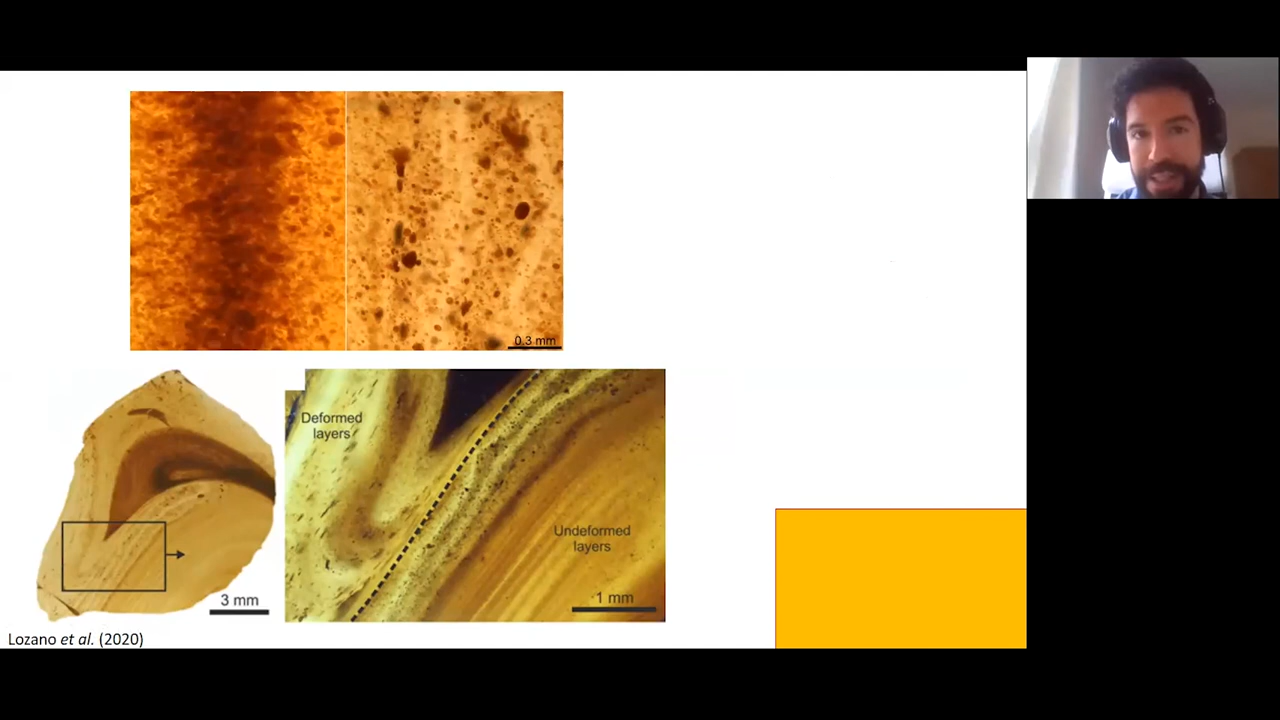 0.3 mm
Deformed
layers
Undeformed
layers
3 mm
1 mm
Lozano et al. (2020)